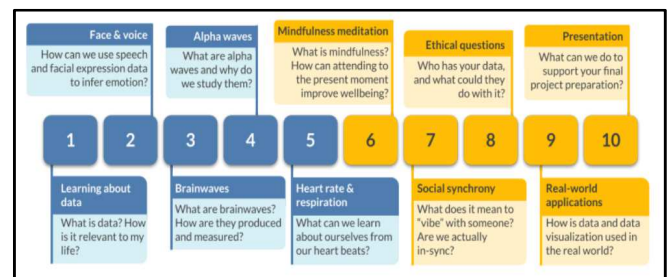 Face & voice
How can we use speech
and facial expression data
to infer emotion?
Alpha waves
What are alpha
waves and why do
we study them?
Mindfulness meditation
What is mindfulness?
How can attending to
the present moment
improve wellbeing?
Ethical questions
Who has your data,
and what could they
do with it?
Presentation
What can we do to
support your final
project preparation?
1 2 3 4 5 6 7 8 9 10
Learning about
data
What is data? How
is it relevant to my
life?
Brainwaves
What are brainwaves?
How are they produced
and measured?
Heart rate &
respiration
What can we learn
about ourselves from
our heart beats?
Social synchrony
What does it mean to
"vibe" with someone?
Are we actually
in-sync?
Real-world
applications
How is data and data
visualization used in
the real world?